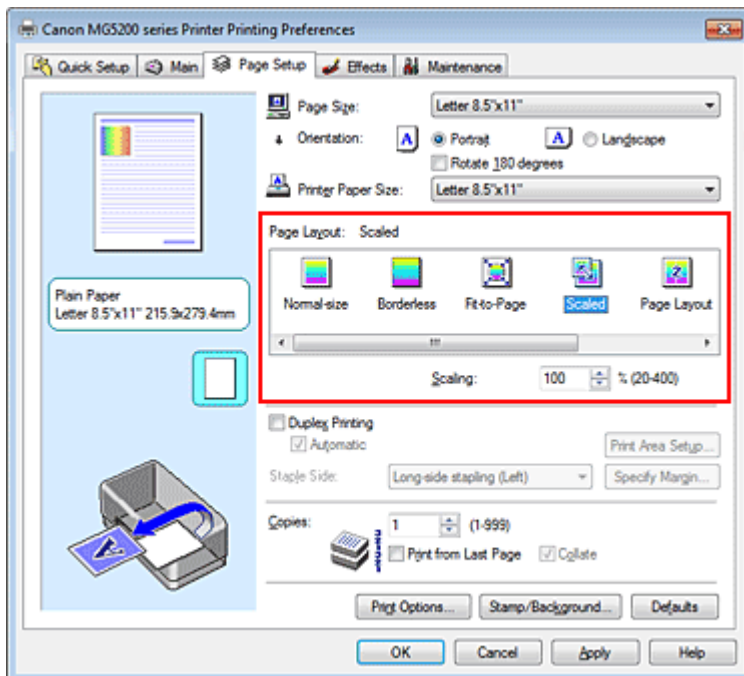 Canon MG5200 series Printer Printing Preferences
Quick Setup Main Page Setup Effects Maintenance
Page Size: Letter 8.5"x11"
Orientation: A Portrait A Landscape
Rotate 180 degrees
Printer Paper Size: Letter 8.5"x11"
Page Layout: Scaled
Normal-size Borderless Fit-to-Page Scaled Page Layout
Plain Paper
Letter 8.5"x11" 215.9x279.4mm
Scaling: 100 % (20-400)
Duplex Printing
Automatic Print Area Setup...
Staple Side: Long-side stapling (Left) Specify Margin...
Copies: 1 (1-999)
Print from Last Page Collate
Print Options... Stamp/Background... Defaults
OK Cancel Apply Help